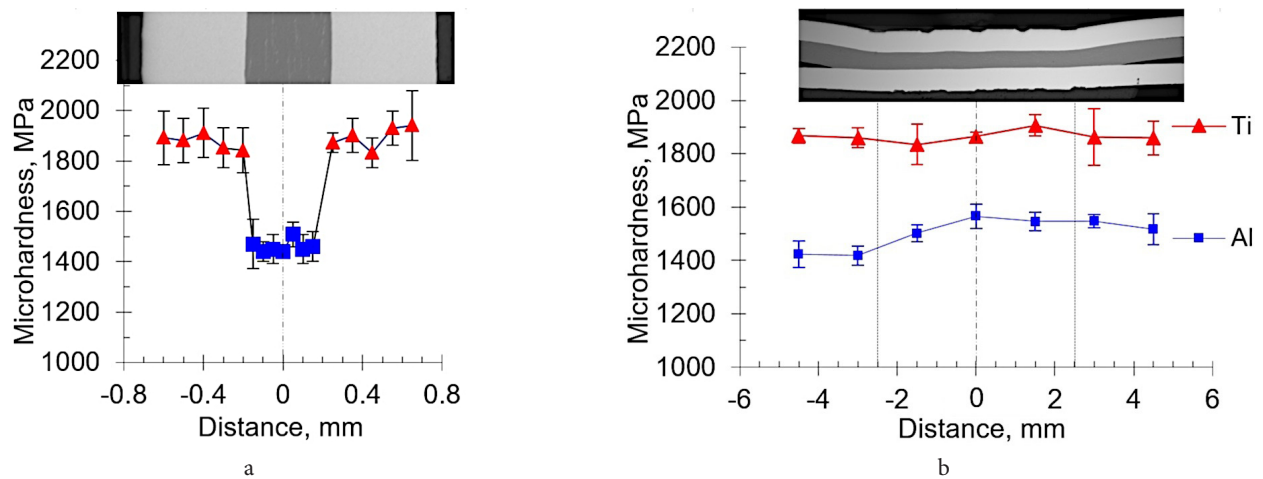 2200
2000
1800
1600
1400
1200
1000
Microhardness, MPa
-0.8 -0.4 0 0.4 0.8
Distance, mm
a
2200
2000
1800
1600
1400
1200
1000
Microhardness, MPa
Ti
Al
-6 -4 -2 0 2 4 6
Distance, mm
b